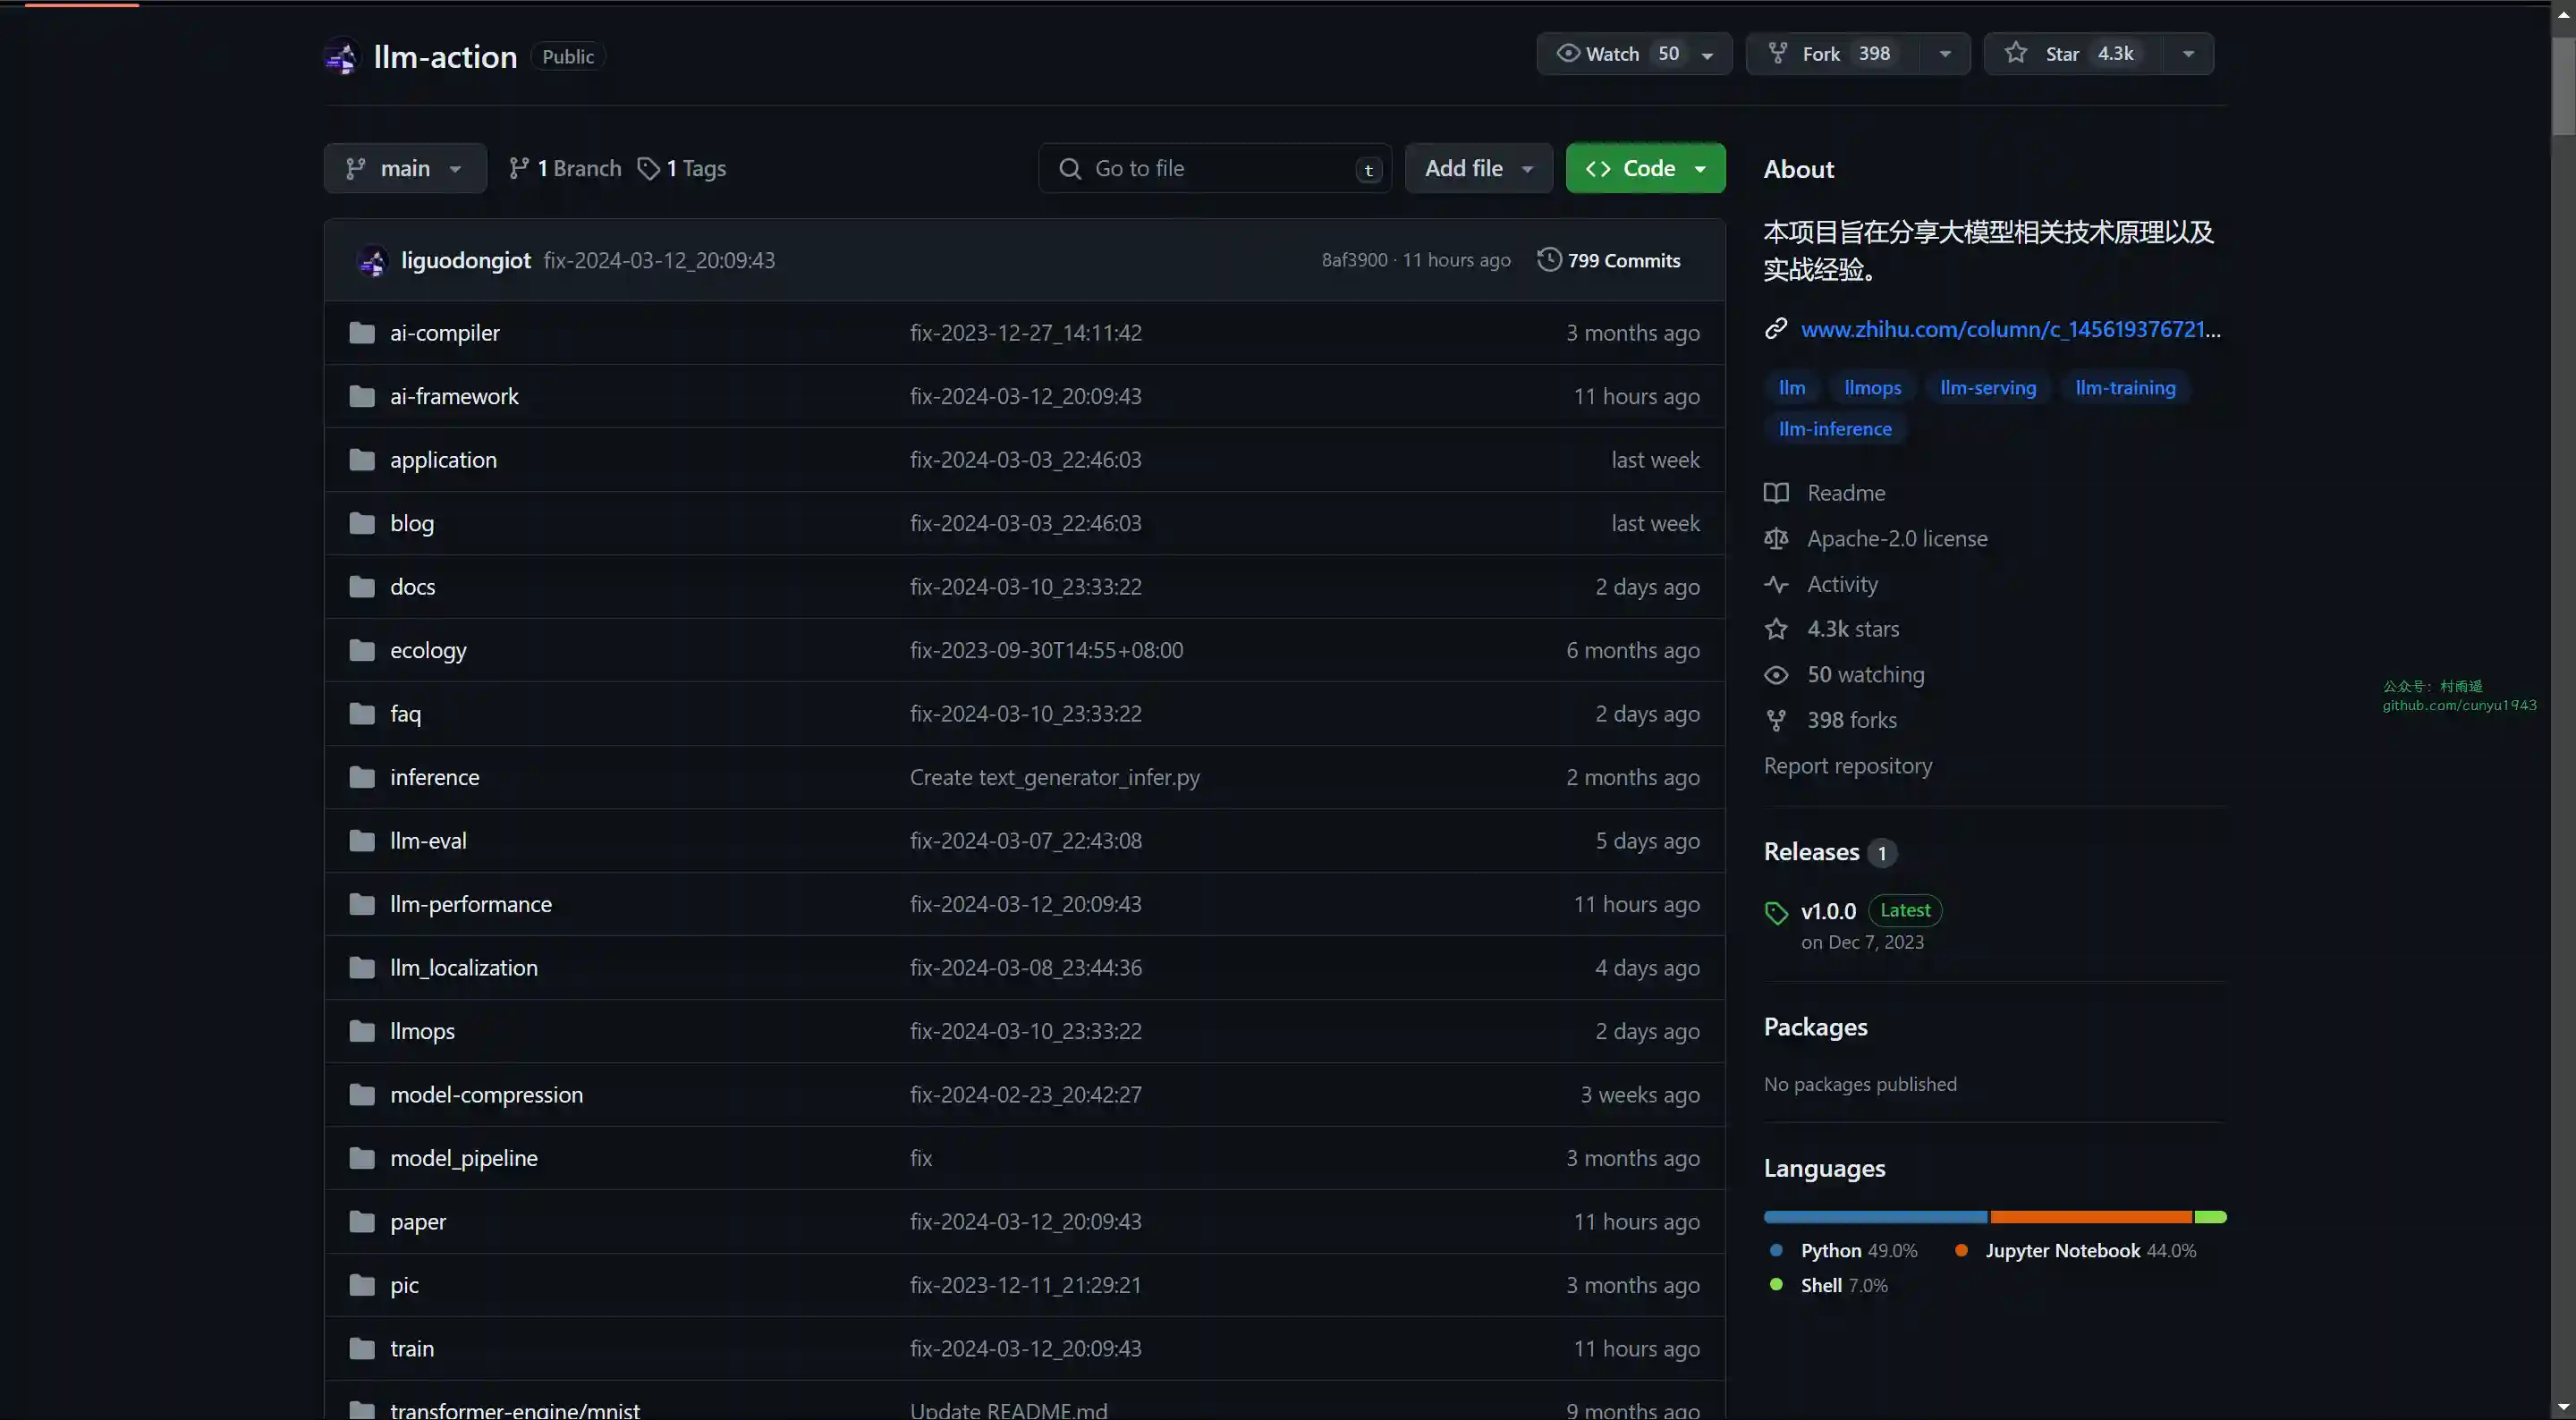 llm-action Public
Watch 50
Fork 398
Star 4.3k
main
1 Branch
1 Tags
Go to file
t
Add file
Code
liguodongiot fix-2024-03-12_20:09:43 8af3900 · 11 hours ago 799 Commits
ai-compiler fix-2023-12-27_14:11:42 3 months ago
ai-framework fix-2024-03-12_20:09:43 11 hours ago
application fix-2024-03-03_22:46:03 last week
blog fix-2024-03-03_22:46:03 last week
docs fix-2024-03-10_23:33:22 2 days ago
ecology fix-2023-09-30T14:55+08:00 6 months ago
faq fix-2024-03-10_23:33:22 2 days ago
inference Create text_generator_infer.py 2 months ago
llm-eval fix-2024-03-07_22:43:08 5 days ago
llm-performance fix-2024-03-12_20:09:43 11 hours ago
llm_localization fix-2024-03-08_23:44:36 4 days ago
llmops fix-2024-03-10_23:33:22 2 days ago
model-compression fix-2024-02-23_20:42:27 3 weeks ago
model_pipeline fix 3 months ago
paper fix-2024-03-12_20:09:43 11 hours ago
pic fix-2023-12-11_21:29:21 3 months ago
train fix-2024-03-12_20:09:43 11 hours ago
transformer-engine/mnist Update README.md 9 months ago
About
本项目旨在分享大模型相关技术原理以及
实战经验。
www.zhihu.com/column/c_145619376721...
llm llmops llm-serving llm-training
llm-inference
Readme
Apache-2.0 license
Activity
4.3k stars
50 watching
398 forks
Report repository
Releases 1
v1.0.0 Latest
on Dec 7, 2023
Packages
No packages published
Languages
Python 49.0% Jupyter Notebook 44.0%
Shell 7.0%
公众号：村雨遥
github.com/cunyu1943